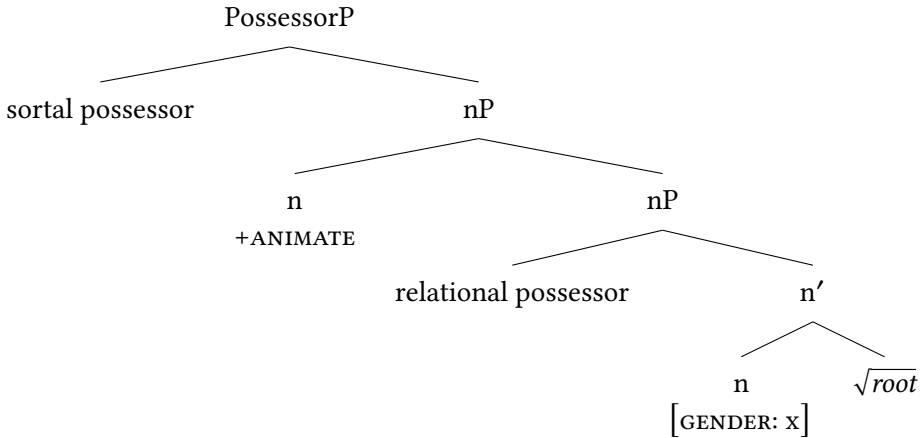 PossessorP
sortal possessor nP
n nP
+ANIMATE
relational possessor n′
n √root
[GENDER: X]